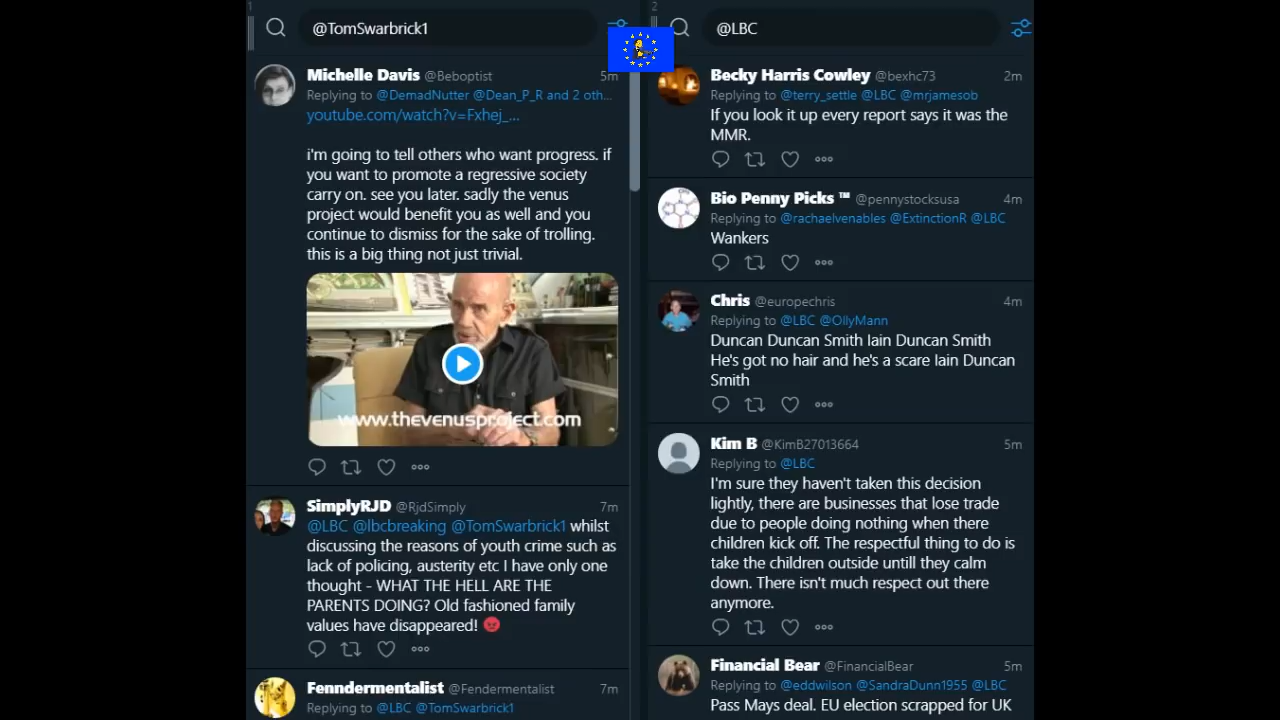 1
@TomSwarbrick1
Michelle Davis @Beboptist 5m
Replying to @DemadNutter @Dean_P_R and 2 oth...
youtube.com/watch?v=Fxhej_...
i'm going to tell others who want progress. if
you want to promote a regressive society
carry on. see you later. sadly the venus
project would benefit you as well and you
continue to dismiss for the sake of trolling.
this is a big thing not just trivial.
www.thevenusproject.com
SimplyRJD @RjdSimply 7m
@LBC @lbcbreaking @TomSwarbrick1 whilst
discussing the reasons of youth crime such as
lack of policing, austerity etc I have only one
thought - WHAT THE HELL ARE THE
PARENTS DOING? Old fashioned family
values have disappeared! 😡
Fenndermentalist @Fendermentalist 7m
Replying to @LBC @TomSwarbrick1
2
@LBC
Becky Harris Cowley @bexhc73 2m
Replying to @terry_settle @LBC @mrjamesob
If you look it up every report says it was the
MMR.
Bio Penny Picks ™ @pennystocksusa 4m
Replying to @rachaelvenables @ExtinctionR @LBC
Wankers
Chris @europechris 4m
Replying to @LBC @OllyMann
Duncan Duncan Smith Iain Duncan Smith
He's got no hair and he's a scare Iain Duncan
Smith
Kim B @KimB27013664 5m
Replying to @LBC
I'm sure they haven't taken this decision
lightly, there are businesses that lose trade
due to people doing nothing when there
children kick off. The respectful thing to do is
take the children outside untill they calm
down. There isn't much respect out there
anymore.
Financial Bear @FinancialBear 5m
Replying to @eddwilson @SandraDunn1955 @LBC
Pass Mays deal. EU election scrapped for UK